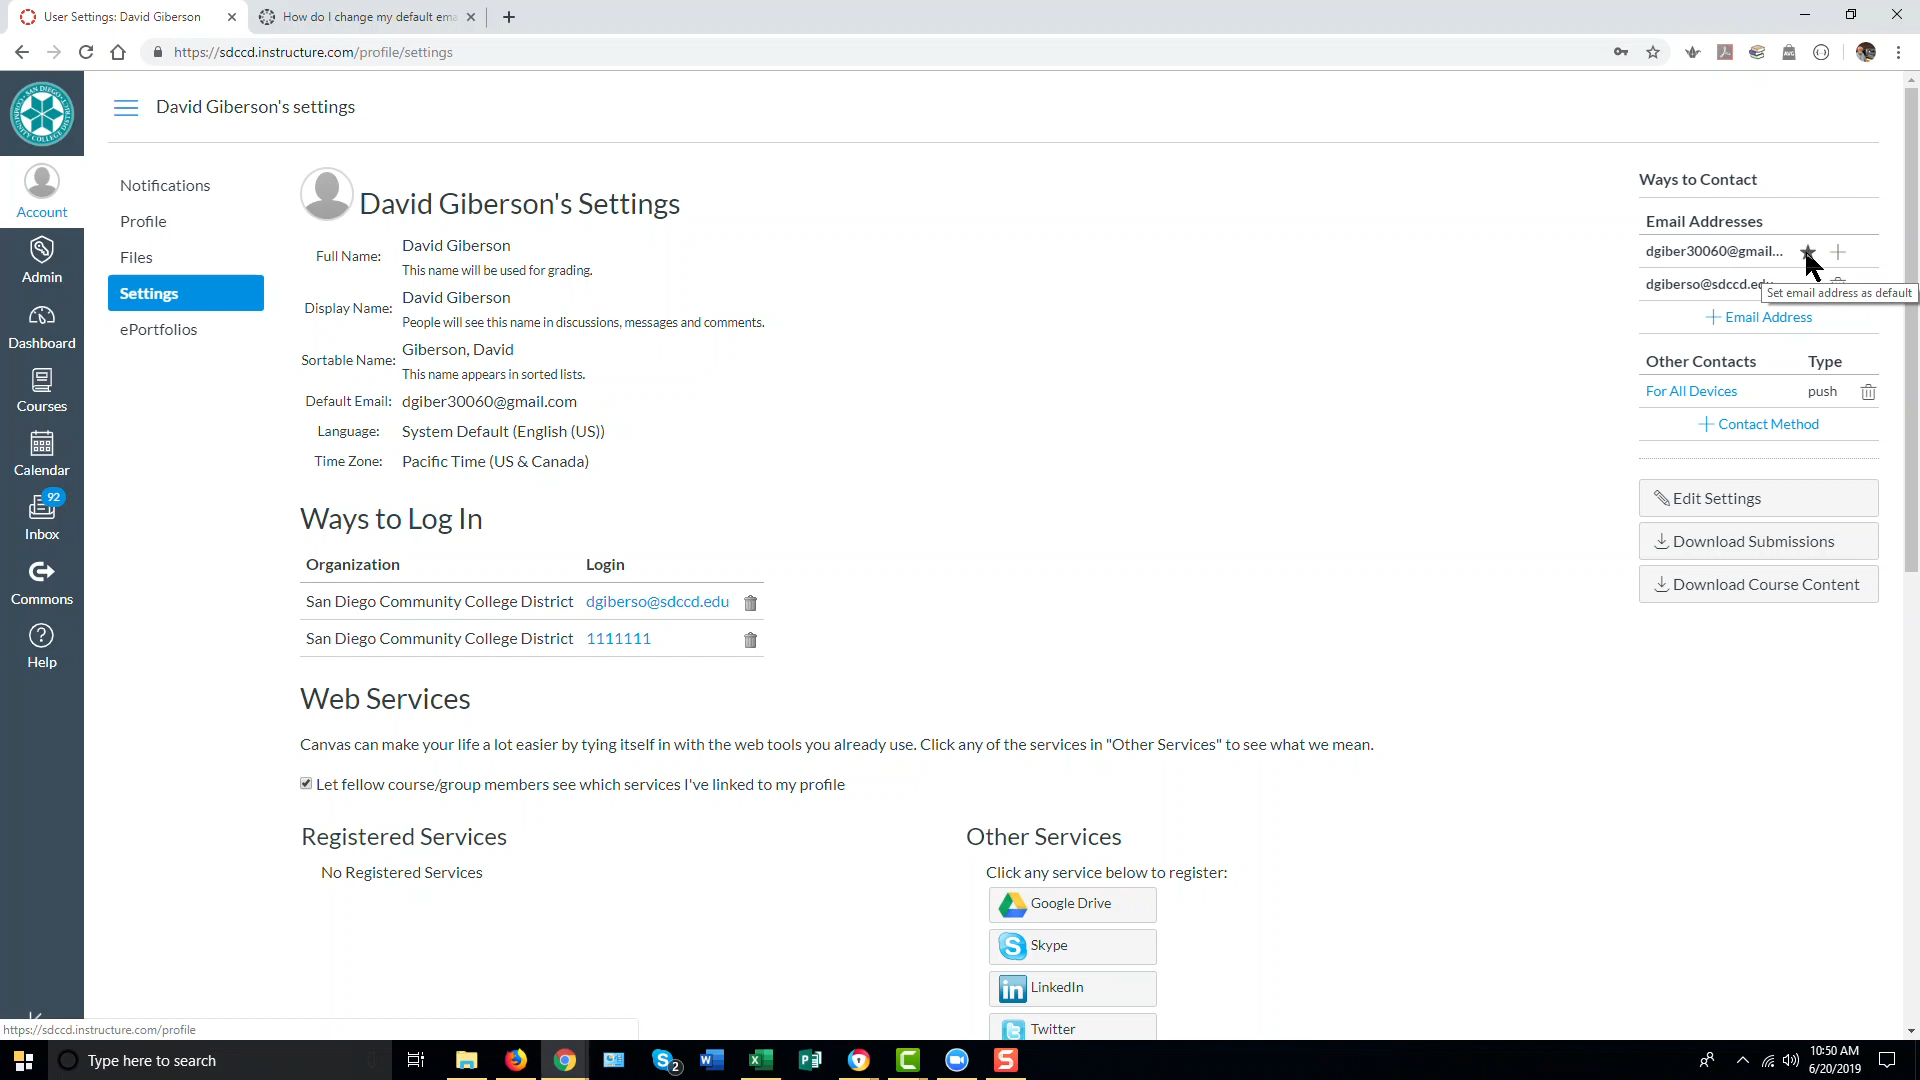 User Settings: David Giberson
How do I change my default ema
https://sdccd.instructure.com/profile/settings
SAN DIEGO
COMMUNITY COLLEGE DISTRICT
David Giberson's settings
Account
Admin
Dashboard
Courses
Calendar
92
Inbox
Commons
Help
Notifications
Profile
Files
Settings
ePortfolios
David Giberson's Settings
Full Name:
David Giberson
This name will be used for grading.
Display Name:
David Giberson
People will see this name in discussions, messages and comments.
Sortable Name:
Giberson, David
This name appears in sorted lists.
Default Email: dgiber30060@gmail.com
Language: System Default (English (US))
Time Zone: Pacific Time (US & Canada)
Ways to Log In
Organization Login
San Diego Community College District dgiberso@sdccd.edu
San Diego Community College District 1111111
Web Services
Canvas can make your life a lot easier by tying itself in with the web tools you already use. Click any of the services in "Other Services" to see what we mean.
Let fellow course/group members see which services I've linked to my profile
Registered Services
No Registered Services
Other Services
Click any service below to register:
Google Drive
Skype
LinkedIn
Twitter
Ways to Contact
Email Addresses
dgiber30060@gmail...
dgiberso@sdccd.edu
Set email address as default
Email Address
Other Contacts Type
For All Devices push
Contact Method
Edit Settings
Download Submissions
Download Course Content
https://sdccd.instructure.com/profile
Type here to search
2
10:50 AM
6/20/2019